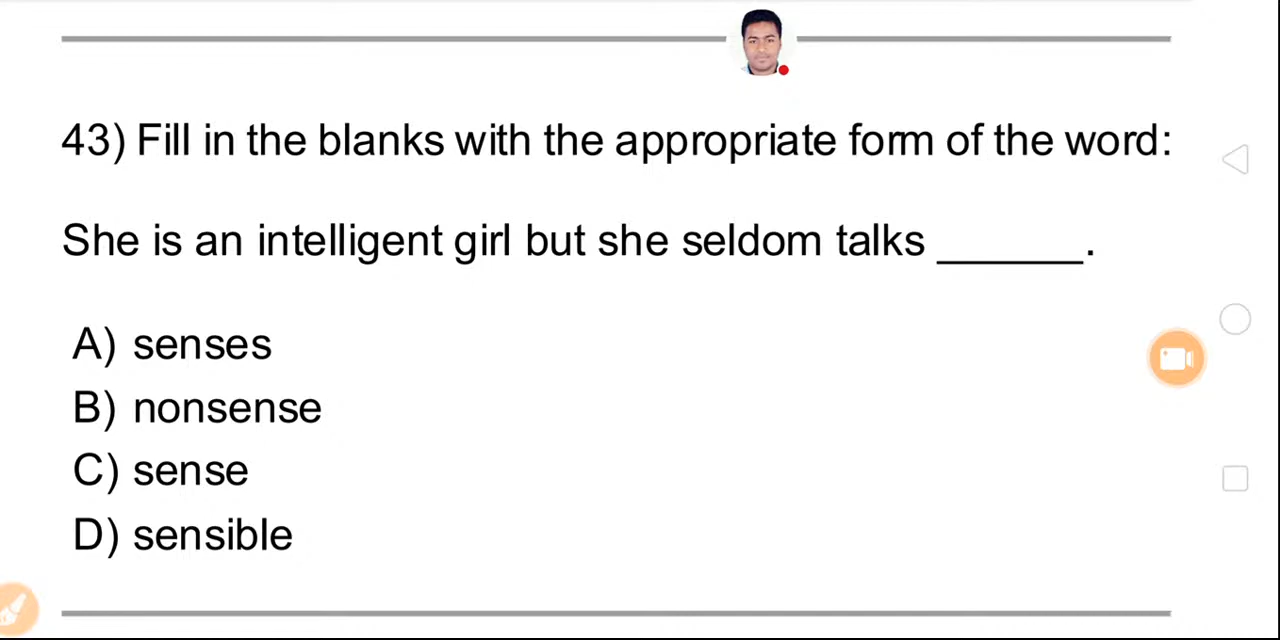 43) Fill in the blanks with the appropriate form of the word:
She is an intelligent girl but she seldom talks ______.
A) senses
B) nonsense
C) sense
D) sensible